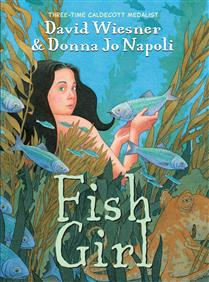 THREE-TIME CALDECOTT MEDALIST
David Wiesner
& Donna Jo Napoli
Fish
Girl